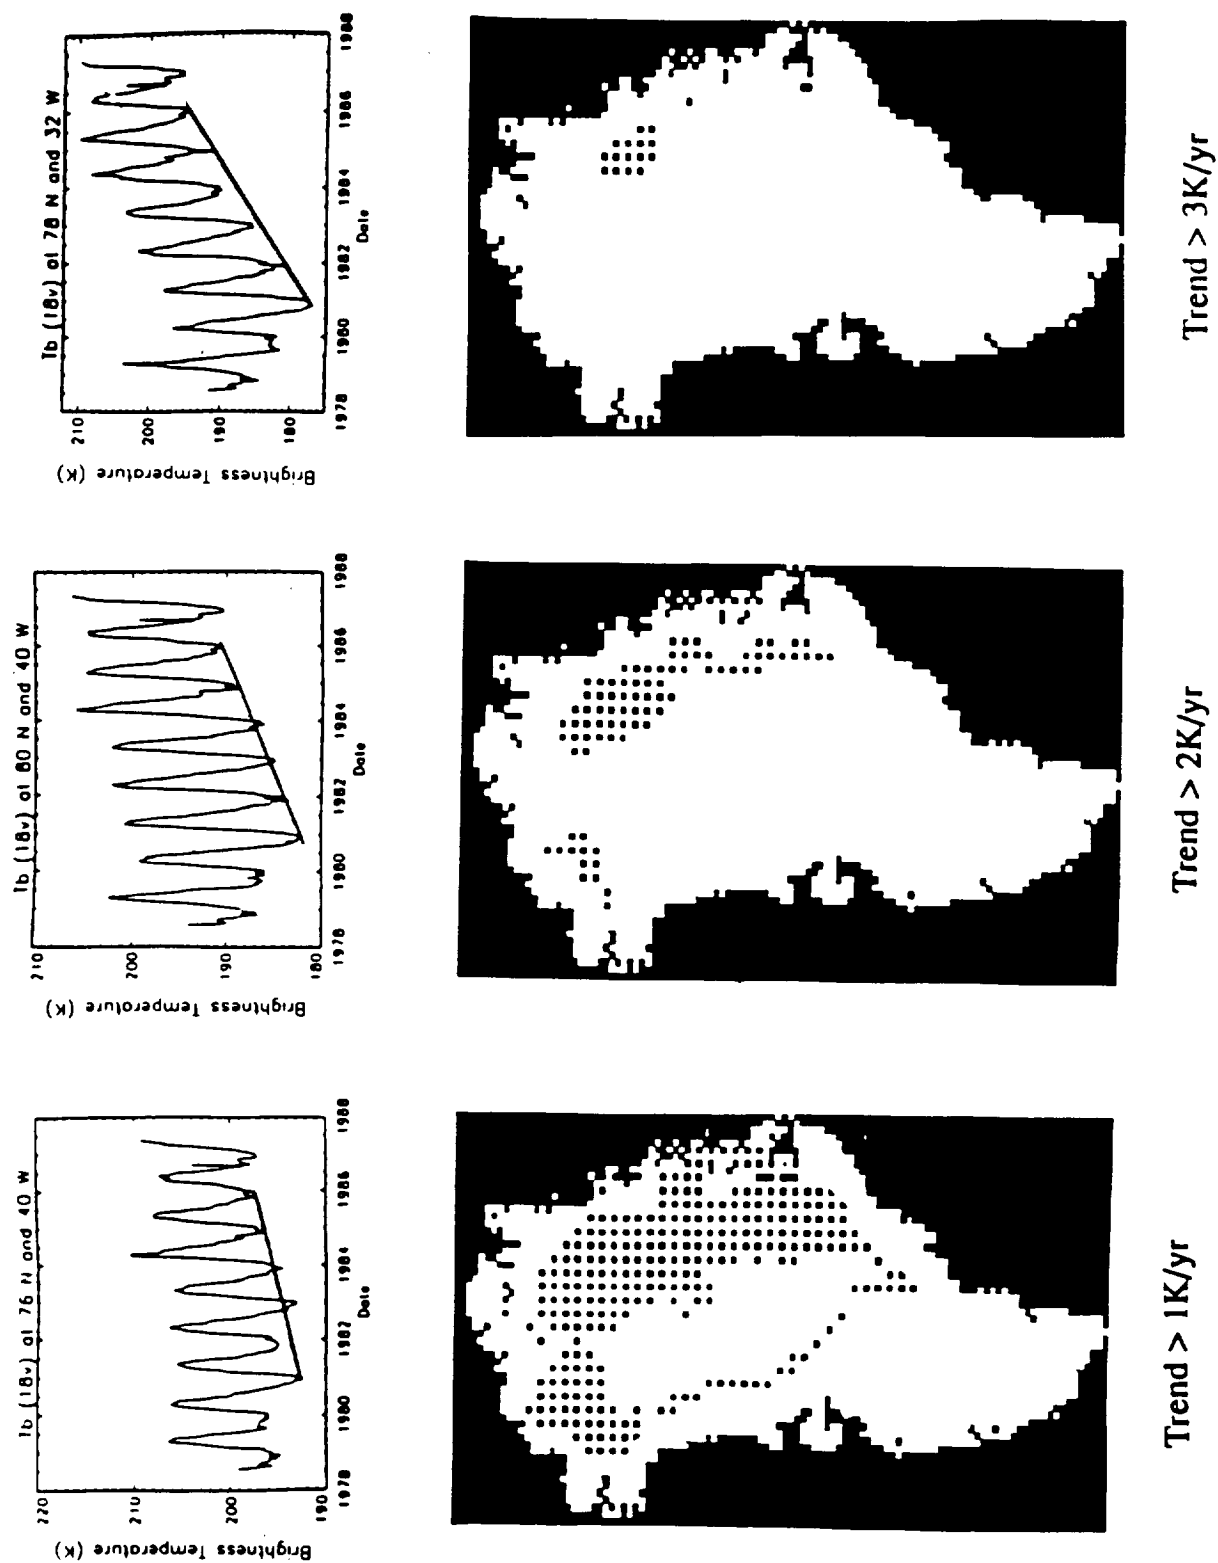 Tb (18v) at 76 N and 40 W
Brightness Temperature (K)
220
210
200
190
1978
1980
1982
1984
1986
1988
Date
Trend > 1K/yr
Tb (18v) at 80 N and 40 W
Brightness Temperature (K)
210
200
190
180
1978
1980
1982
1984
1986
1988
Date
Trend > 2K/yr
Tb (18v) at 78 N and 32 W
Brightness Temperature (K)
210
200
190
180
1978
1980
1982
1984
1986
1988
Date
Trend > 3K/yr